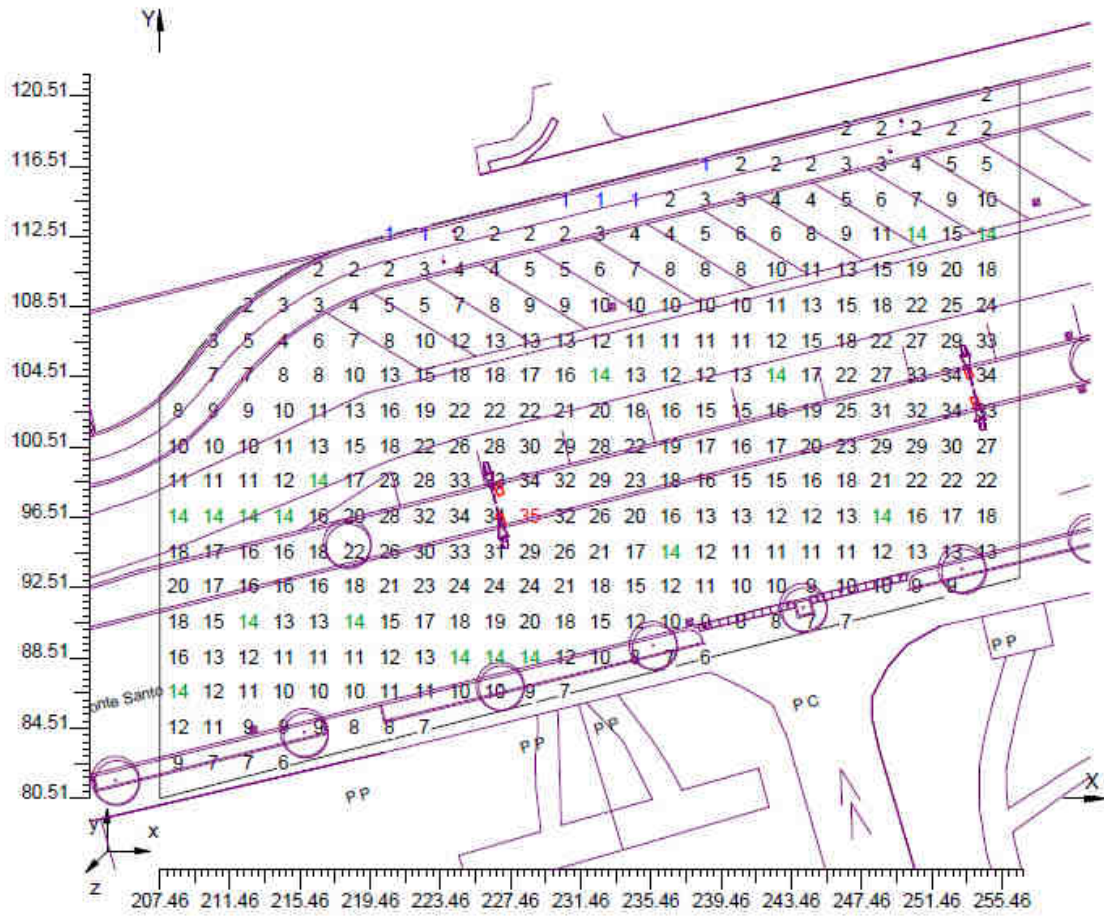 Y
120.51
2
2 2 2 2 2
116.51
1 2 2 2 3 3 4 5 5
1 1 1 2 3 3 4 4 5 6 7 9 10
112.51
1 1 2 2 2 2 3 4 4 5 6 6 8 9 11 14 15 14
2 2 2 3 4 4 5 5 6 7 8 8 8 10 11 13 15 19 20 18
108.51
2 3 3 4 5 5 7 8 9 9 10 10 10 10 10 11 13 15 18 22 25 24
3 5 4 6 7 8 10 12 13 13 13 12 11 11 11 11 12 15 18 22 27 29 33
104.51
7 7 8 8 10 13 15 18 18 17 16 14 13 12 12 13 14 17 22 27 33 34 34
8 9 9 10 11 13 16 19 22 22 22 21 20 18 16 15 15 16 19 25 31 32 34 33
100.51
10 10 10 11 13 15 18 22 26 28 30 29 28 22 19 17 16 17 20 23 29 29 30 27
11 11 11 12 14 17 23 28 33 32 34 32 29 23 18 16 15 15 16 18 21 22 22 22
96.51
14 14 14 14 16 20 28 32 34 34 35 32 26 20 16 13 13 12 12 13 14 16 17 18
18 17 16 16 18 22 26 30 33 31 29 26 21 17 14 12 11 11 11 11 12 13 13 13
92.51
20 17 16 16 16 18 21 23 24 24 24 21 18 15 12 11 10 10 9 10 10 9 9
18 15 14 13 13 14 15 17 18 19 20 18 15 12 10 9 8 8 7 7
88.51
16 13 12 11 11 11 12 13 14 14 14 12 10 8 7 6
P P
onte Santo
14 12 11 10 10 10 11 11 10 10 9 7
P C
84.51
12 11 9 9 9 8 8 7
P P
P P
9 7 7 6
80.51
P P
X
y
x
z
207.46 211.46 215.46 219.46 223.46 227.46 231.46 235.46 239.46 243.46 247.46 251.46 255.46